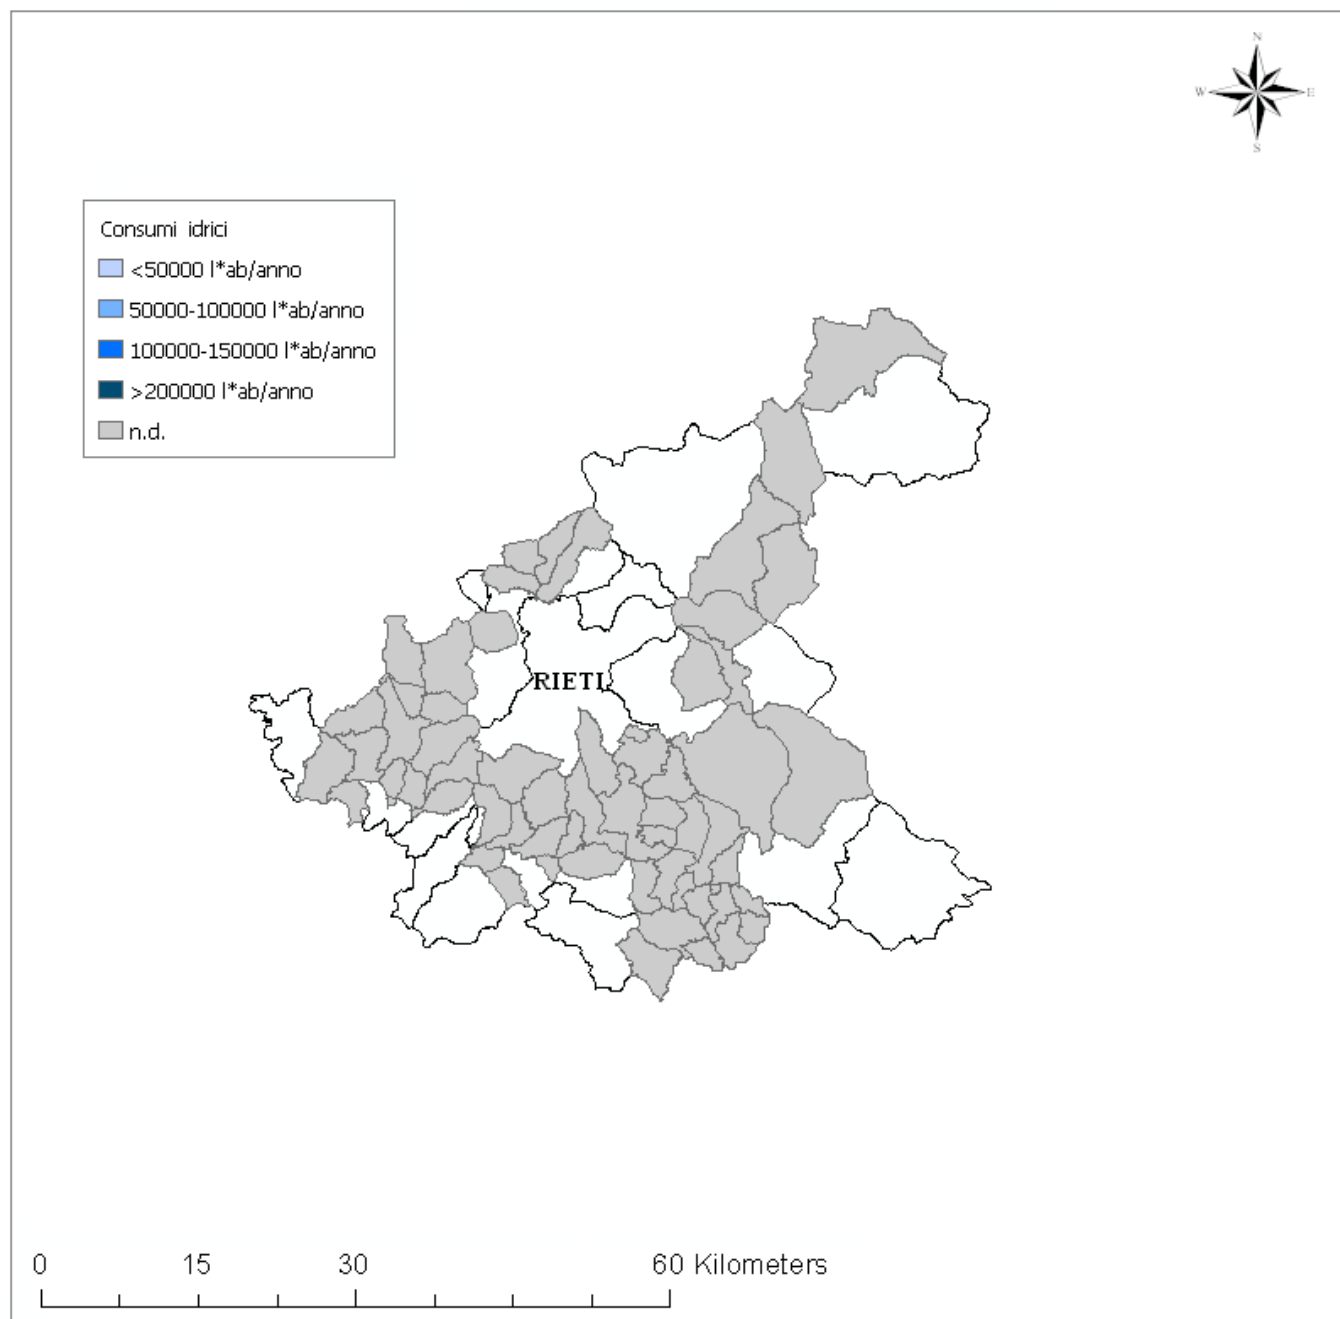 N
W E
S
Consumi idrici
<50000 l*ab/anno
50000-100000 l*ab/anno
100000-150000 l*ab/anno
>200000 l*ab/anno
n.d.
RIETI
0 15 30 60 Kilometers